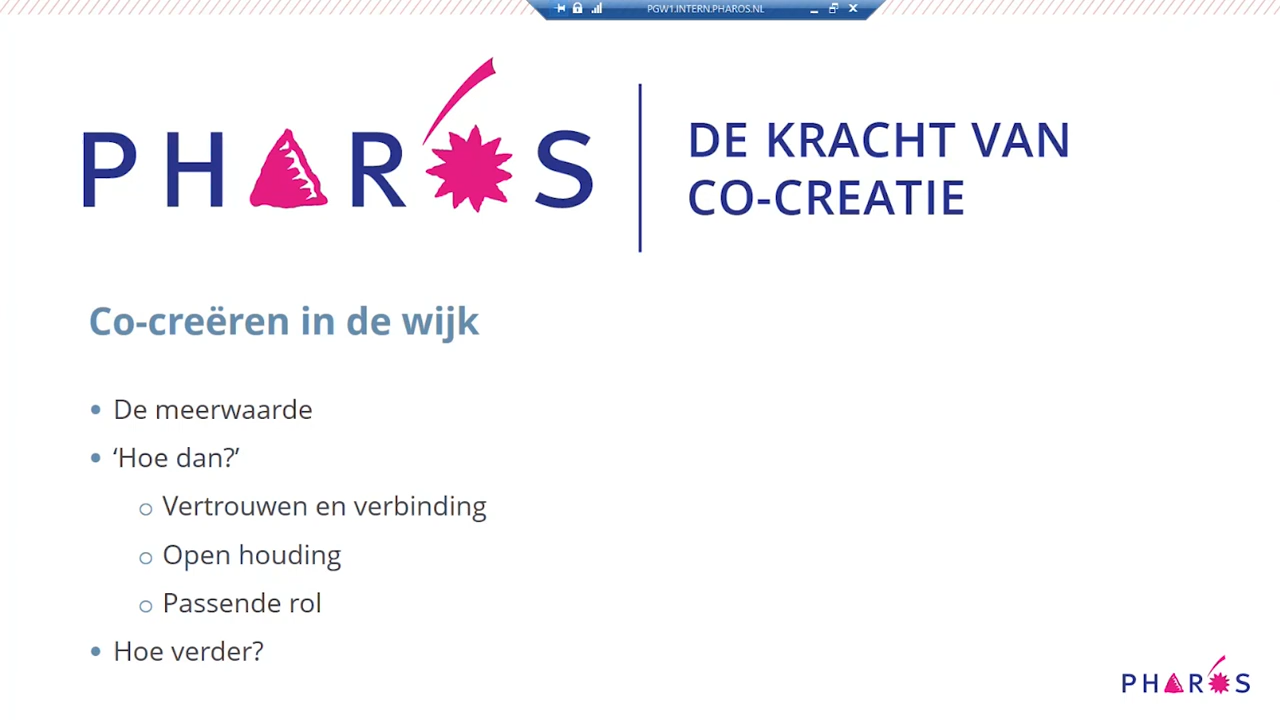 PGW1.INTERN.PHAROS.NL
PHAROS
DE KRACHT VAN
CO-CREATIE
Co-creëren in de wijk
• De meerwaarde
• ‘Hoe dan?’
o Vertrouwen en verbinding
o Open houding
o Passende rol
• Hoe verder?
PHAROS